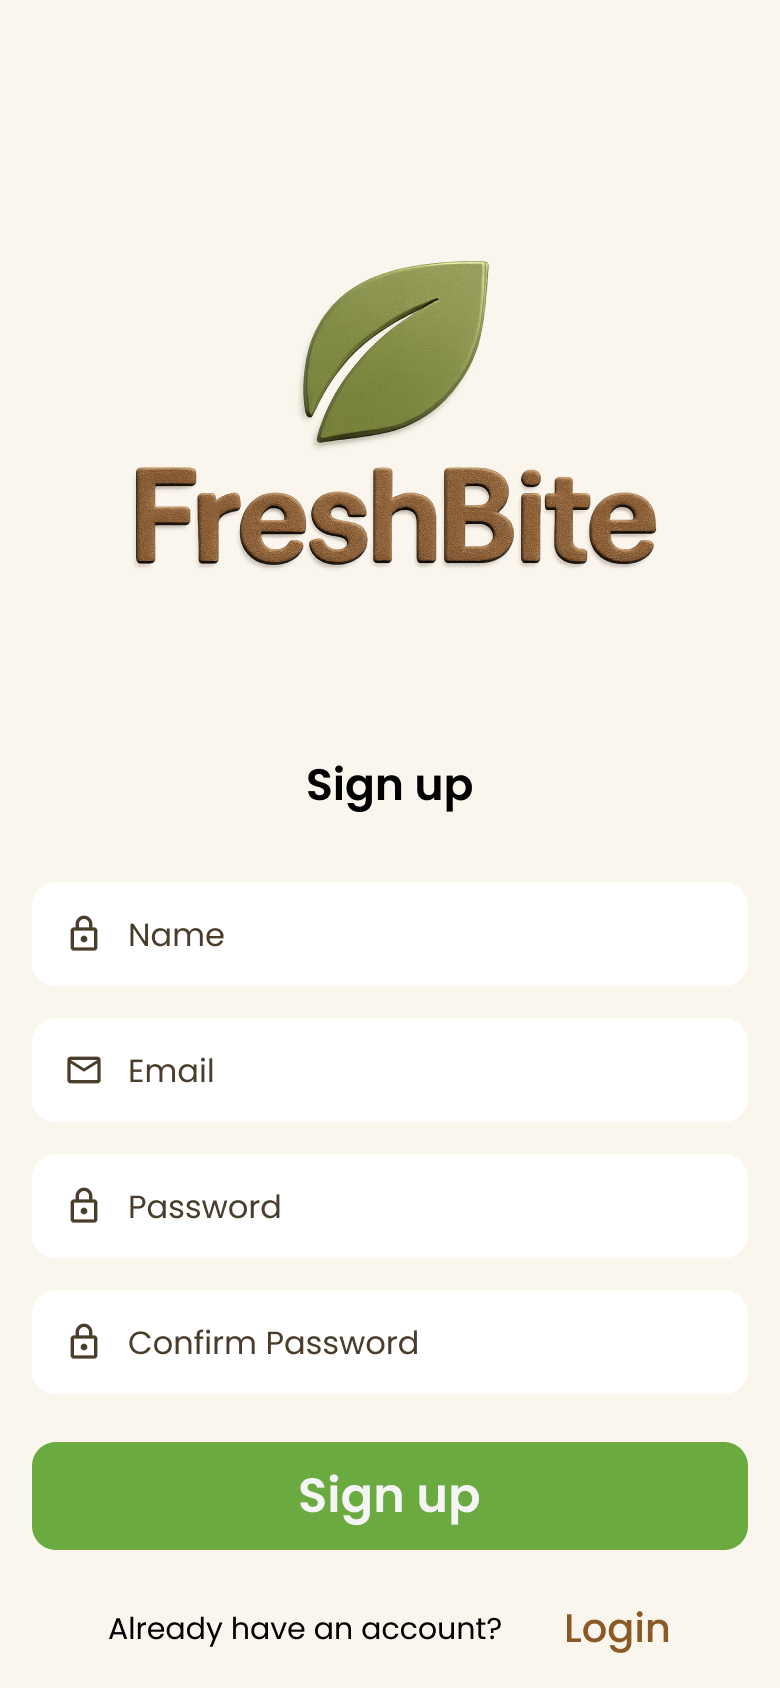 FreshBite
Sign up
Name
Email
Password
Confirm Password
Sign up
Already have an account? Login